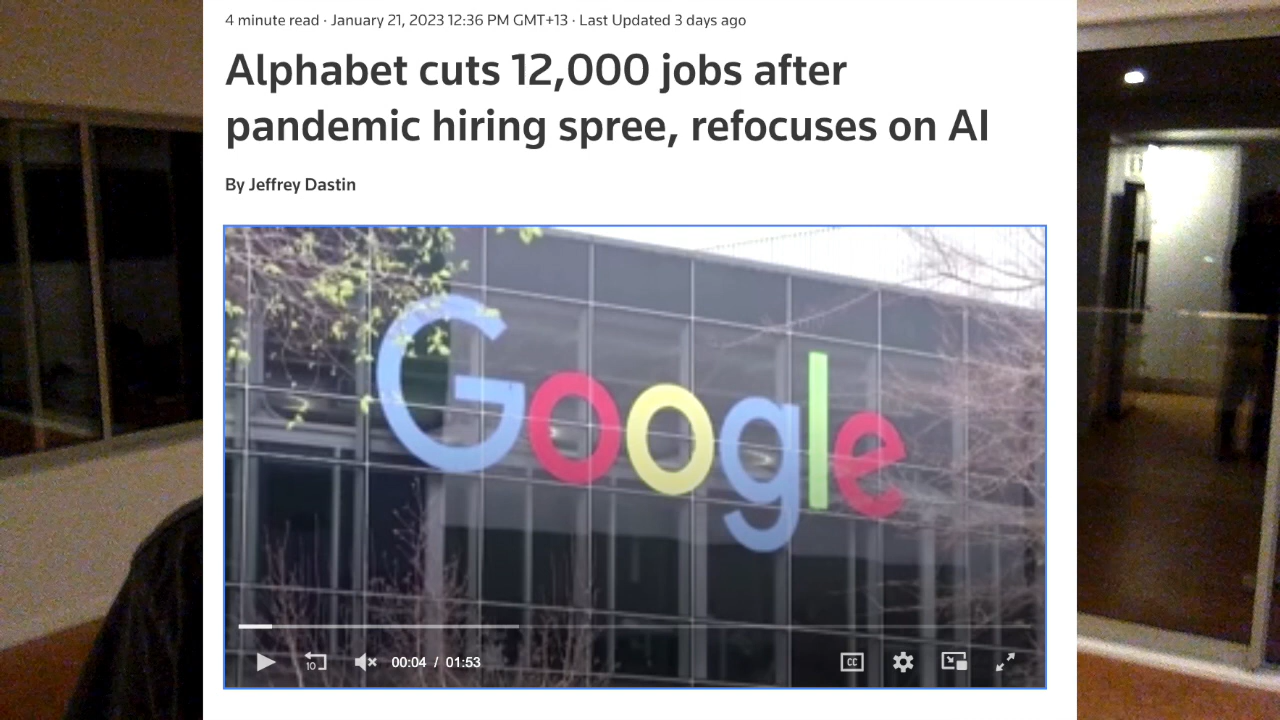 4 minute read · January 21, 2023 12:36 PM GMT+13 · Last Updated 3 days ago
Alphabet cuts 12,000 jobs after
pandemic hiring spree, refocuses on AI
By Jeffrey Dastin
Google
10
00:04 / 01:53
CC